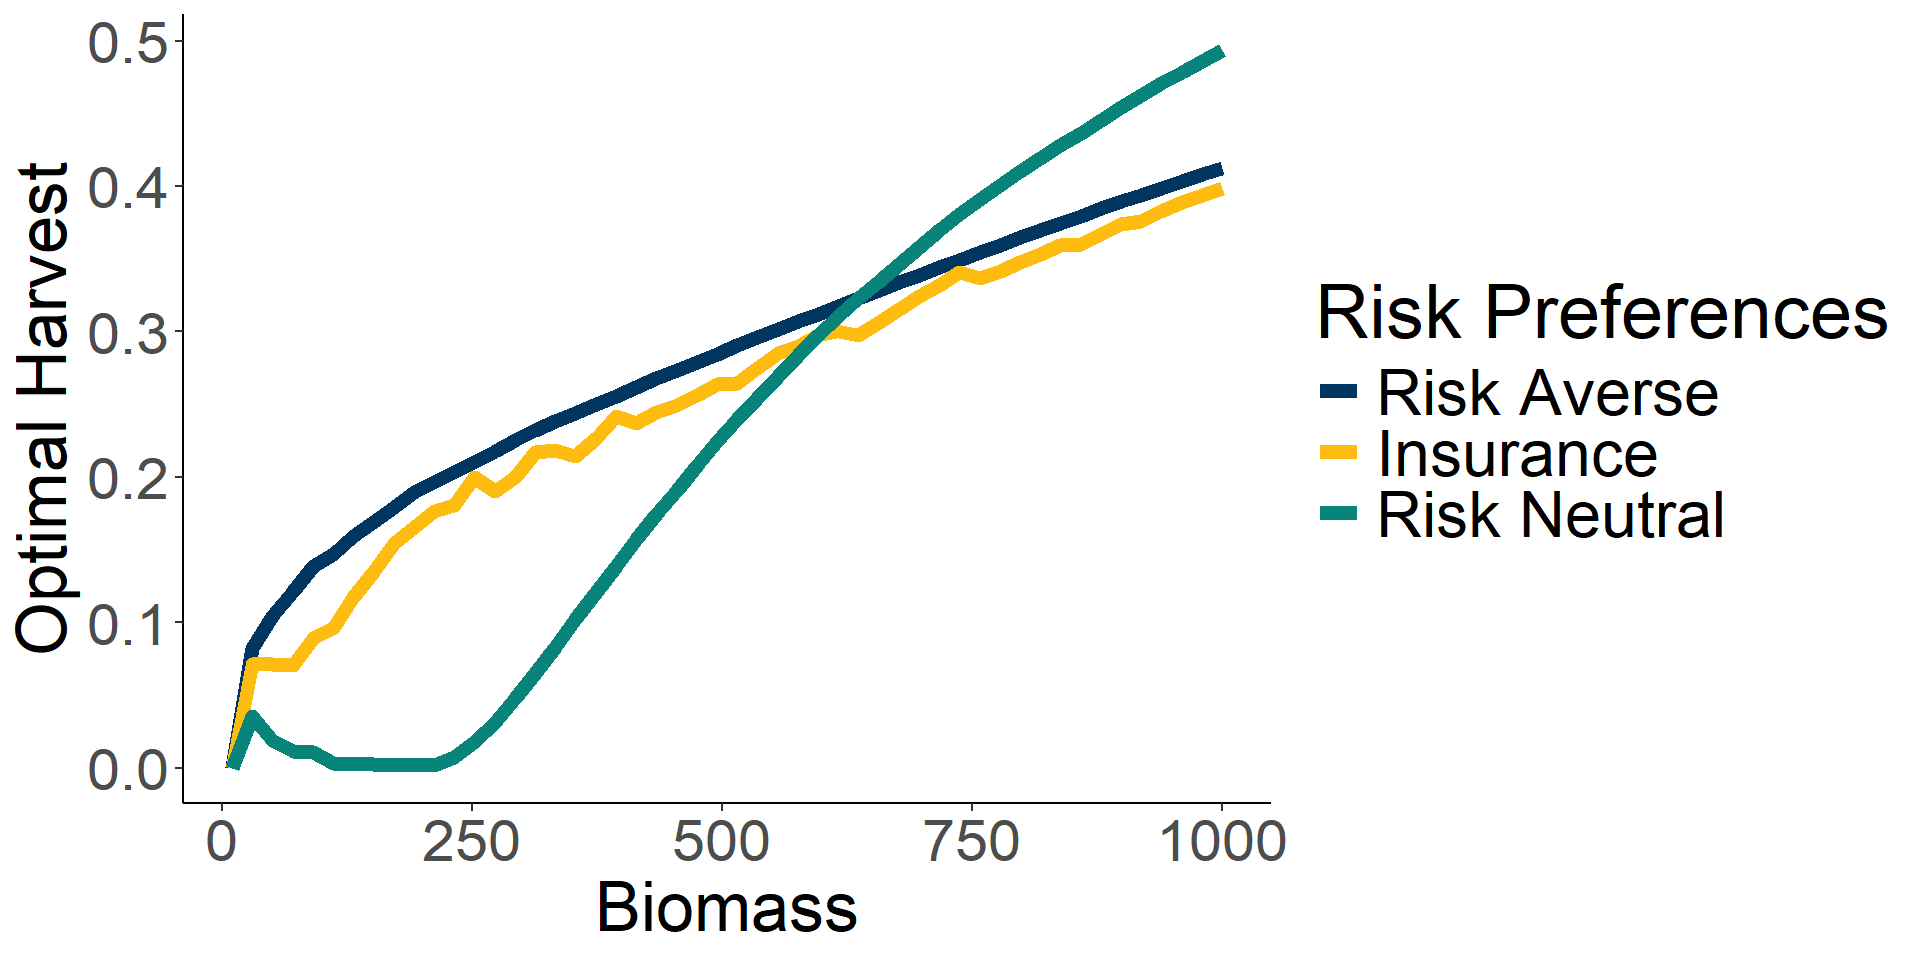 0.5
0.4
0.3
0.2
0.1
0.0
Optimal Harvest
0 250 500 750 1000
Biomass
Risk Preferences
Risk Averse
Insurance
Risk Neutral